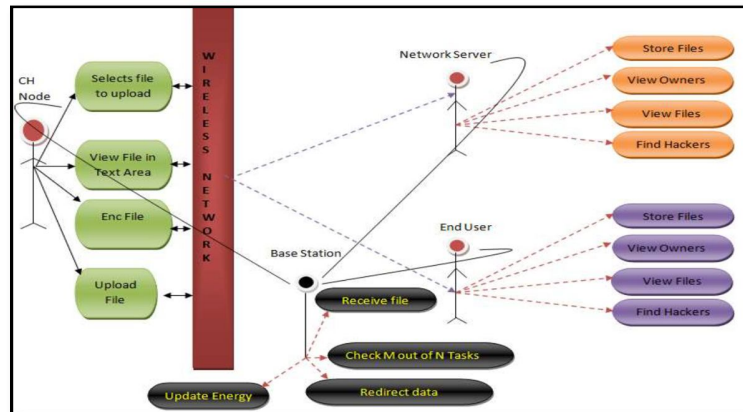 CH
Node
Selects file
to upload
View File in
Text Area
Enc File
Upload
File
WIRELESS NETWORK
Network Server
Store Files
View Owners
View Files
Find Hackers
Base Station
End User
Store Files
View Owners
View Files
Find Hackers
Receive file
Check M out of N Tasks
Update Energy
Redirect data